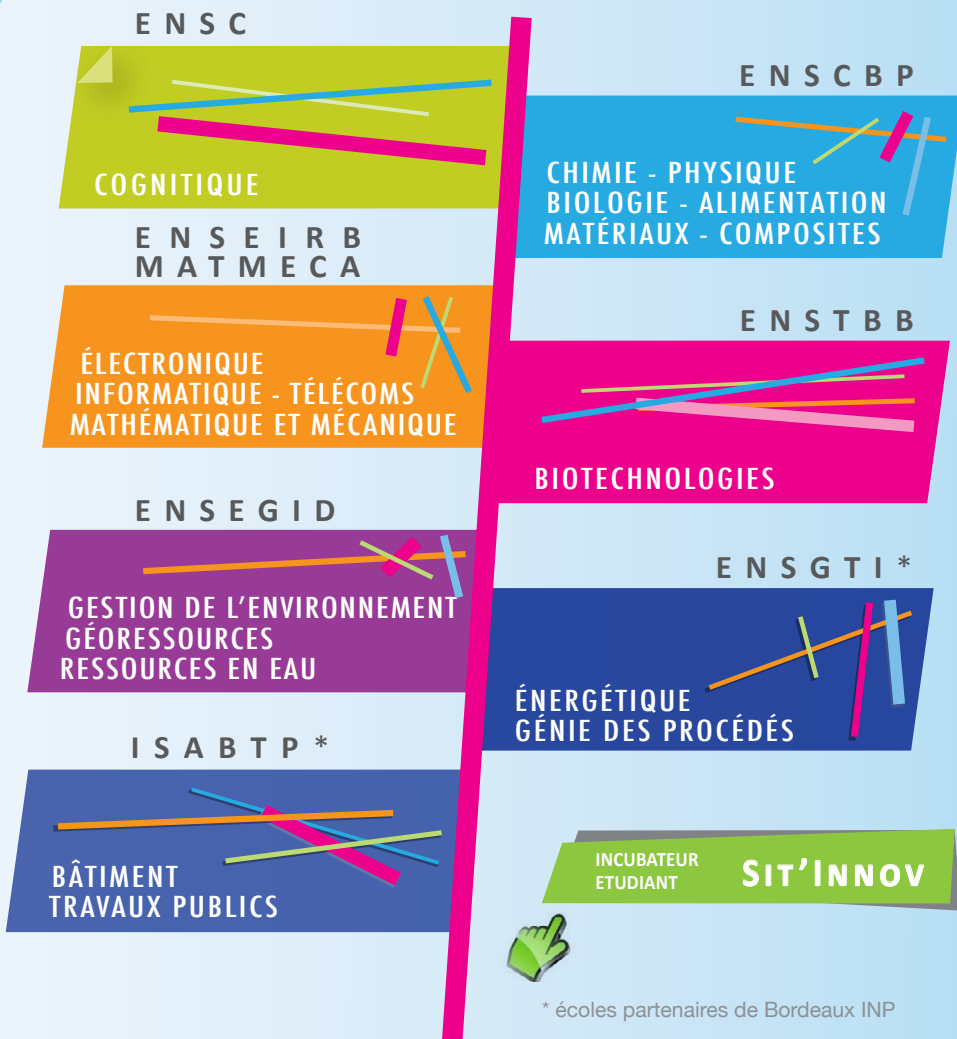 ENSC
COGNITIQUE
ENSEIRB
MATMECA
ÉLECTRONIQUE
INFORMATIQUE - TÉLÉCOMS
MATHÉMATIQUE ET MÉCANIQUE
ENSEGID
GESTION DE L'ENVIRONNEMENT
GÉORESSOURCES
RESSOURCES EN EAU
ISABTP*
BÂTIMENT
TRAVAUX PUBLICS
ENSCBP
CHIMIE - PHYSIQUE
BIOLOGIE - ALIMENTATION
MATÉRIAUX - COMPOSITES
ENSTBB
BIOTECHNOLOGIES
ENSGTI*
ÉNERGÉTIQUE
GÉNIE DES PROCÉDÉS
INCUBATEUR
ETUDIANT
SIT'INNOV
* écoles partenaires de Bordeaux INP